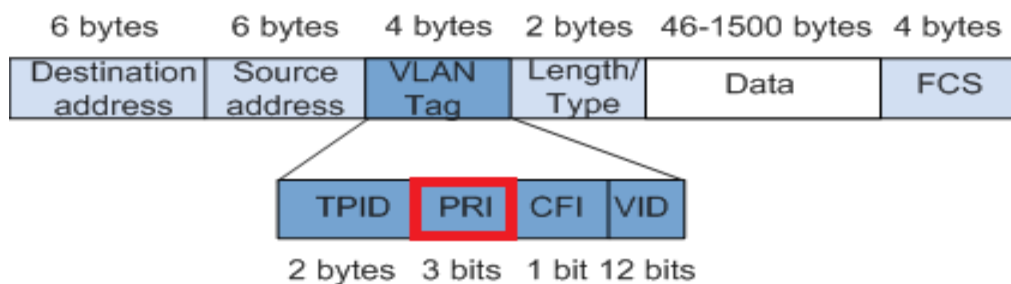 6 bytes 6 bytes 4 bytes 2 bytes 46-1500 bytes 4 bytes
Destination address Source address VLAN Tag Length/ Type Data FCS
TPID PRI CFI VID
2 bytes 3 bits 1 bit 12 bits